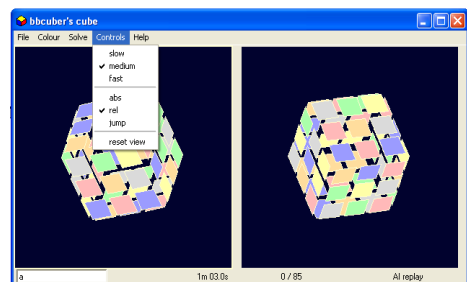 bbcuber's cube
File Colour Solve Controls Help
slow
medium
fast
abs
rel
jump
reset view
a 1m 03.0s 0 / 85 AI replay